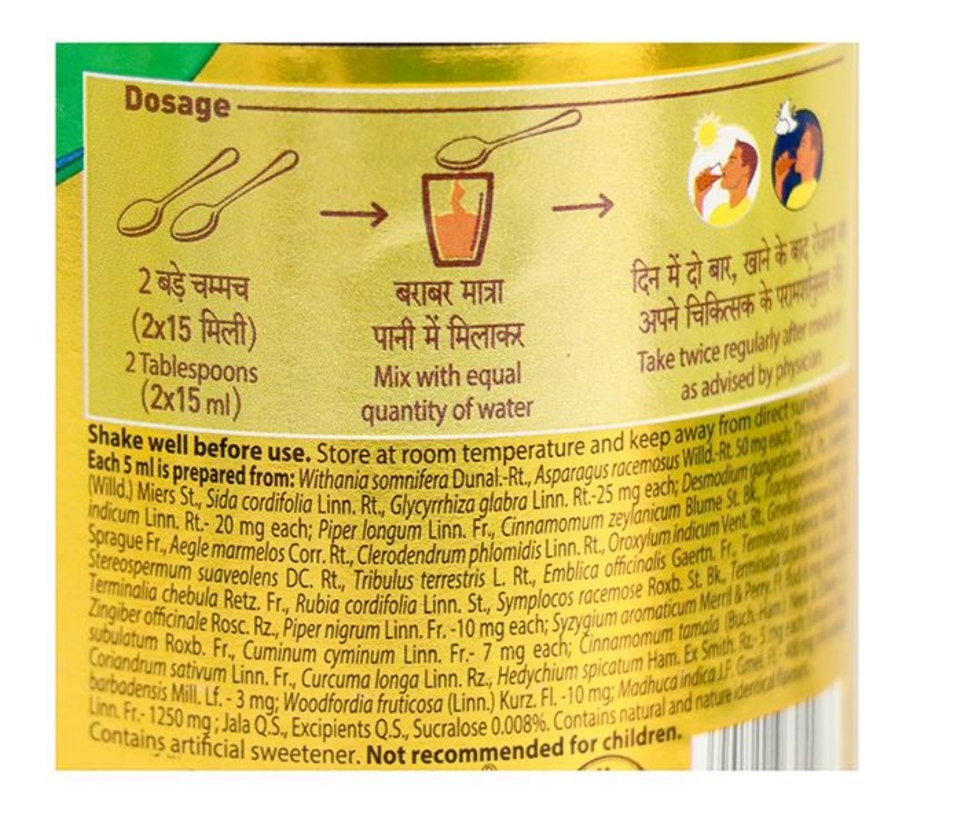 Dosage
2 बड़े चम्मच
(2x15 मिली)
2 Tablespoons
(2x15 ml)
बराबर मात्रा
पानी में मिलाकर
Mix with equal
quantity of water
दिन में दो बार, खाने के बाद
अपने चिकित्सक के
Take twice regularly after
as advised by physician
Shake well before use. Store at room temperature and keep away from direct sunlight.
Each 5 ml is prepared from: Withania somnifera Dunal.-Rt., Asparagus racemosus Willd.-Rt. 50 mg each;
(Willd.) Miers St., Sida cordifolia Linn. Rt., Glycyrrhiza glabra Linn. Rt.-25 mg each; Desmodium gangeticum DC. Rt.,
indicum Linn. Rt.- 20 mg each; Piper longum Linn. Fr., Cinnamomum zeylanicum Blume St. Bk.,
Sprague Fr., Aegle marmelos Corr. Rt., Clerodendrum phlomidis Linn. Rt., Oroxylum indicum Vent. Rt.,
Stereospermum suaveolens DC. Rt., Tribulus terrestris L. Rt., Emblica officinalis Gaertn. Fr., Terminalia
Terminalia chebula Retz. Fr., Rubia cordifolia Linn. St., Symplocos racemose Roxb. St. Bk., Terminalia
Zingiber officinale Rosc. Rz., Piper nigrum Linn. Fr. -10 mg each; Syzygium aromaticum Merril & Perry.
subulatum Roxb. Fr., Cuminum cyminum Linn. Fr.- 7 mg each; Cinnamomum tamala (Buch.-Ham.)
Coriandrum sativum Linn. Fr., Curcuma longa Linn. Rz., Hedychium spicatum Ham. Ex Smith. Rz.- 5 mg
barbadensis Mill. Lf. - 3 mg; Woodfordia fruticosa (Linn.) Kurz. Fl. -10 mg; Madhuca indica J.F. Gmel. Fl.
Linn. Fr.- 1250 mg ; Jala Q.S., Excipients Q.S., Sucralose 0.008%. Contains natural and nature identical flavours.
Contains artificial sweetener. Not recommended for children.